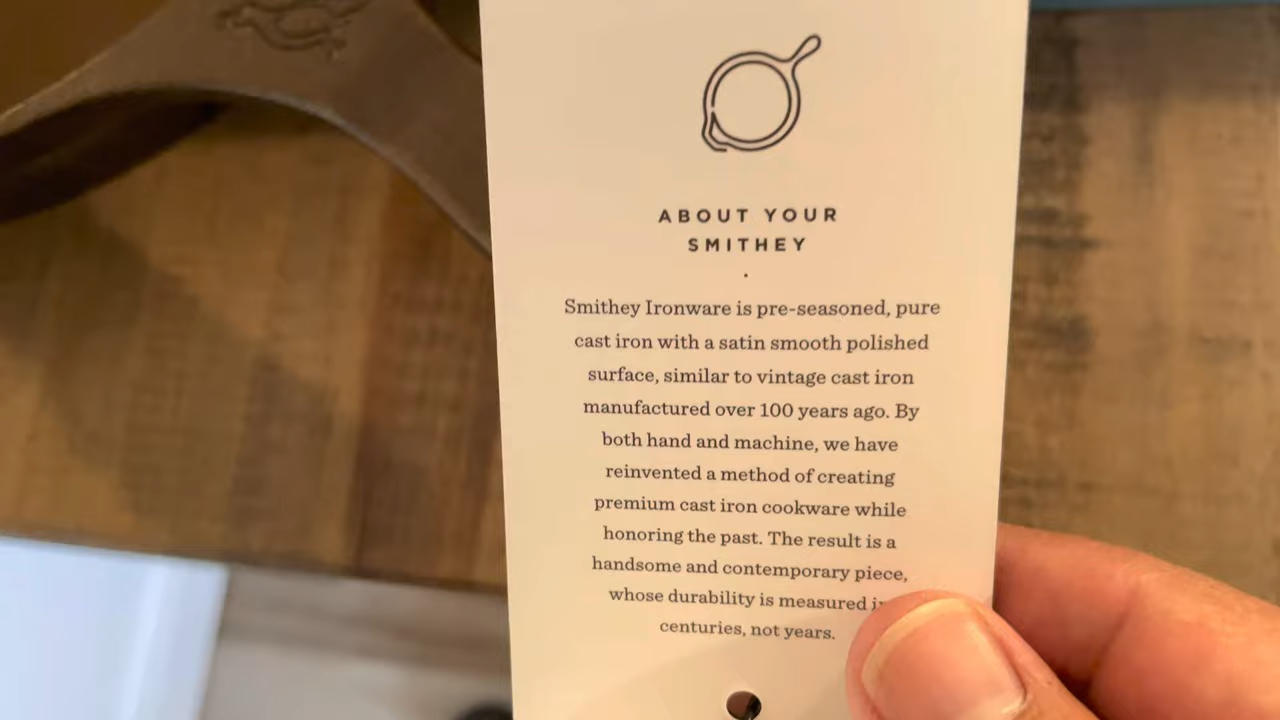 ABOUT YOUR
SMITHEY
Smithey Ironware is pre-seasoned, pure
cast iron with a satin smooth polished
surface, similar to vintage cast iron
manufactured over 100 years ago. By
both hand and machine, we have
reinvented a method of creating
premium cast iron cookware while
honoring the past. The result is a
handsome and contemporary piece,
whose durability is measured
centuries, not years.